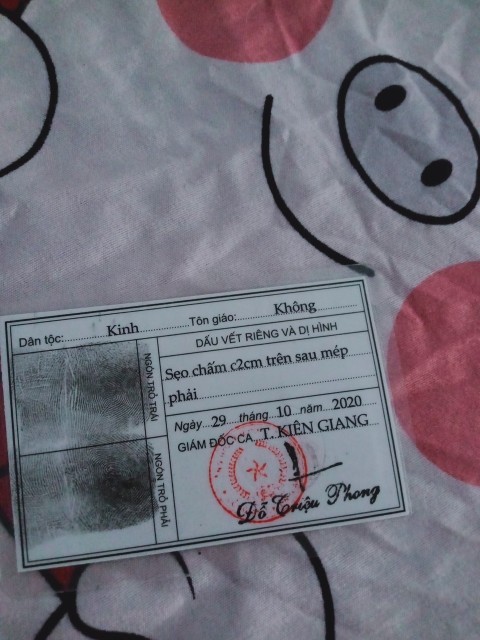 Dân tộc: Kinh Tôn giáo: Không
DẤU VẾT RIÊNG VÀ DỊ HÌNH
Sẹo chấm c2cm trên sau mép
phải
NGÓN TRỎ TRÁI
NGÓN TRỎ PHẢI
Ngày 29 tháng 10 năm 2020
GIÁM ĐỐC CA T. KIÊN GIANG
Đỗ Triệu Phong